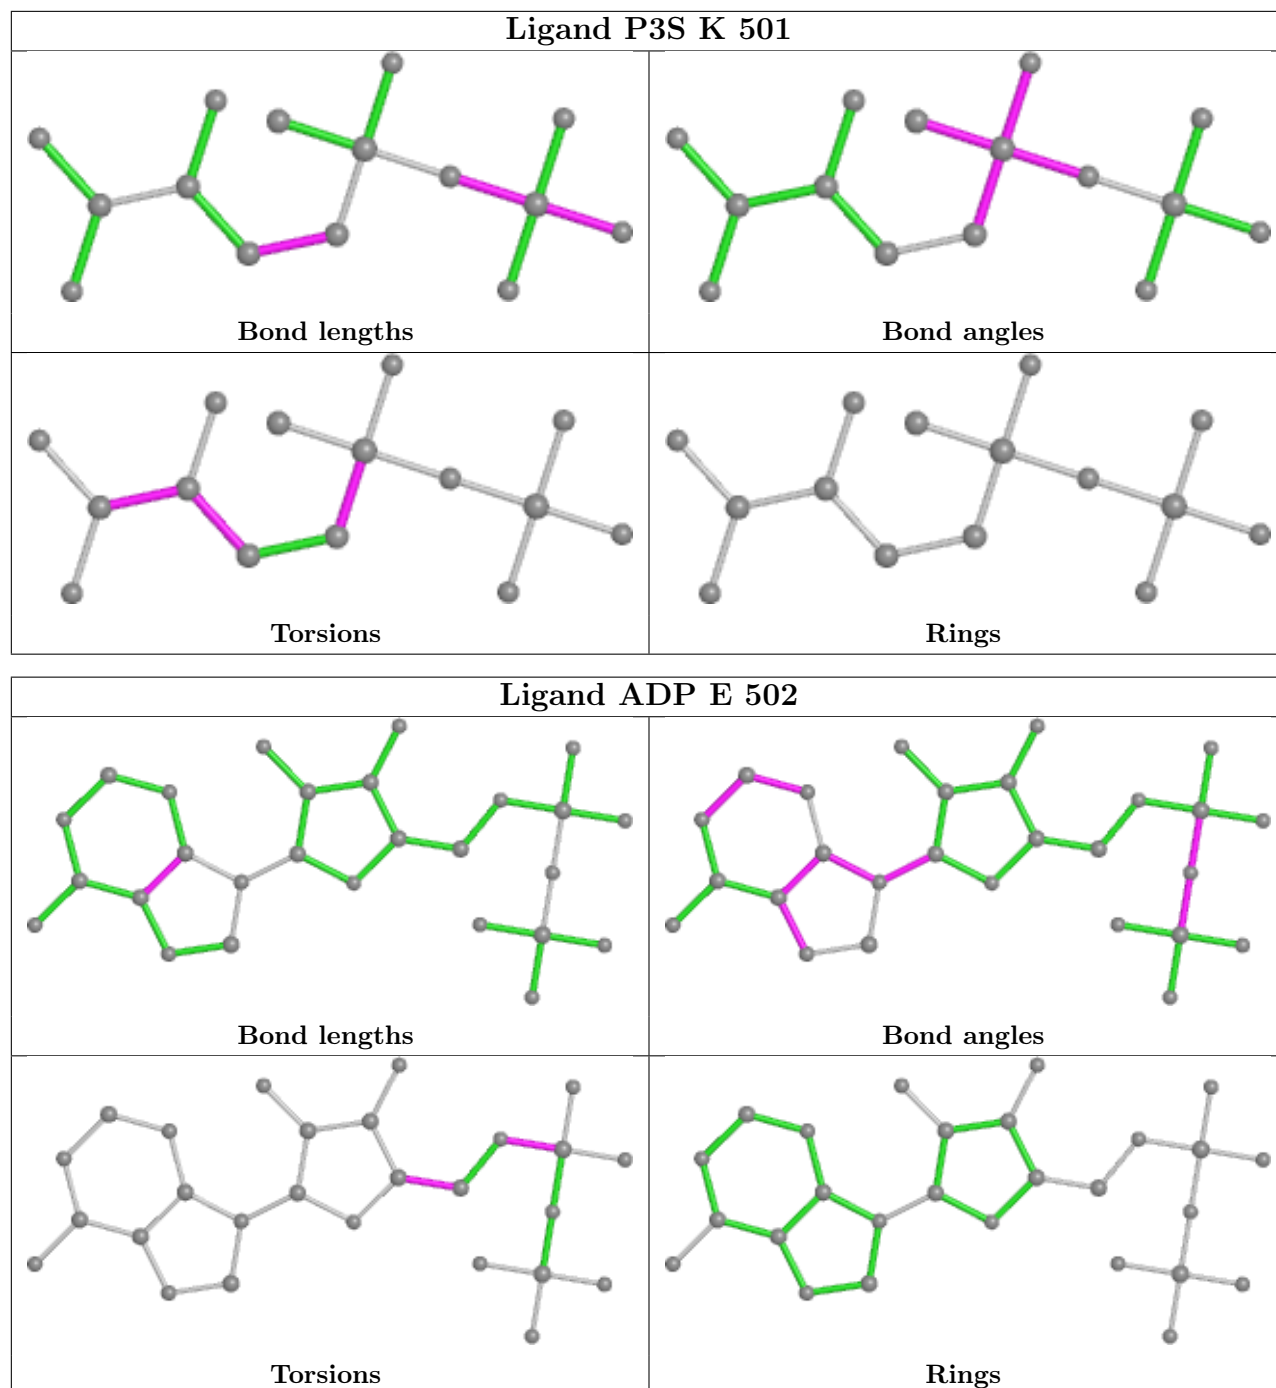 Ligand P3S K 501
Bond lengths
Bond angles
Torsions
Rings
Ligand ADP E 502
Bond lengths
Bond angles
Torsions
Rings